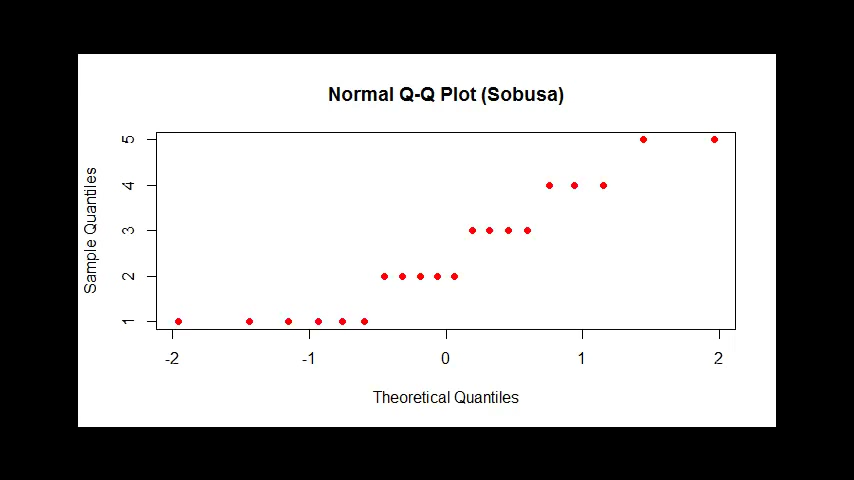 Normal Q-Q Plot (Sobusa)
Sample Quantiles
5
4
3
2
1
-2 -1 0 1 2
Theoretical Quantiles